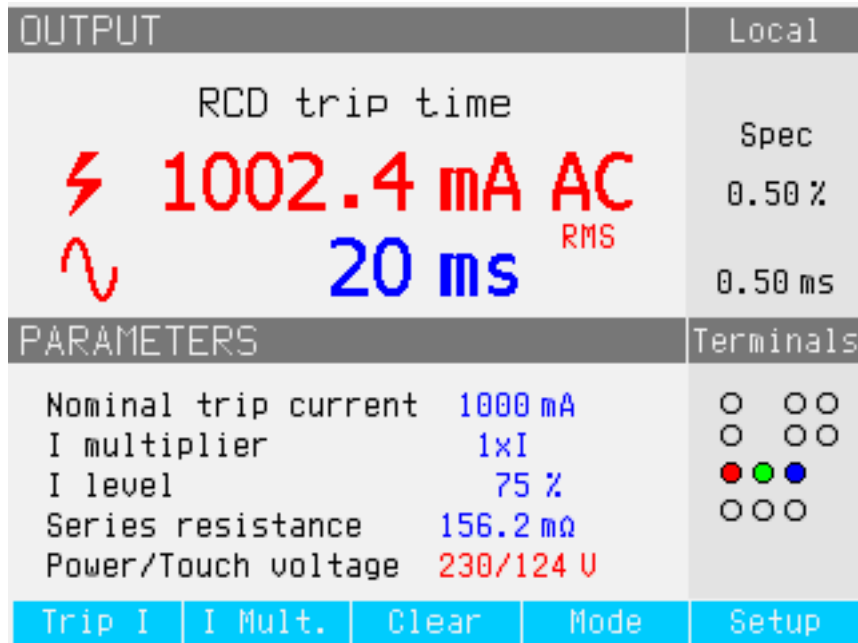 OUTPUT
Local
RCD trip time
1002.4 mA AC
RMS
20 ms
Spec
0.50 %
0.50 ms
PARAMETERS
Terminals
Nominal trip current 1000 mA
I multiplier 1xI
I level 75 %
Series resistance 156.2 mΩ
Power/Touch voltage 230/124 V
Trip I I Mult. Clear Mode Setup